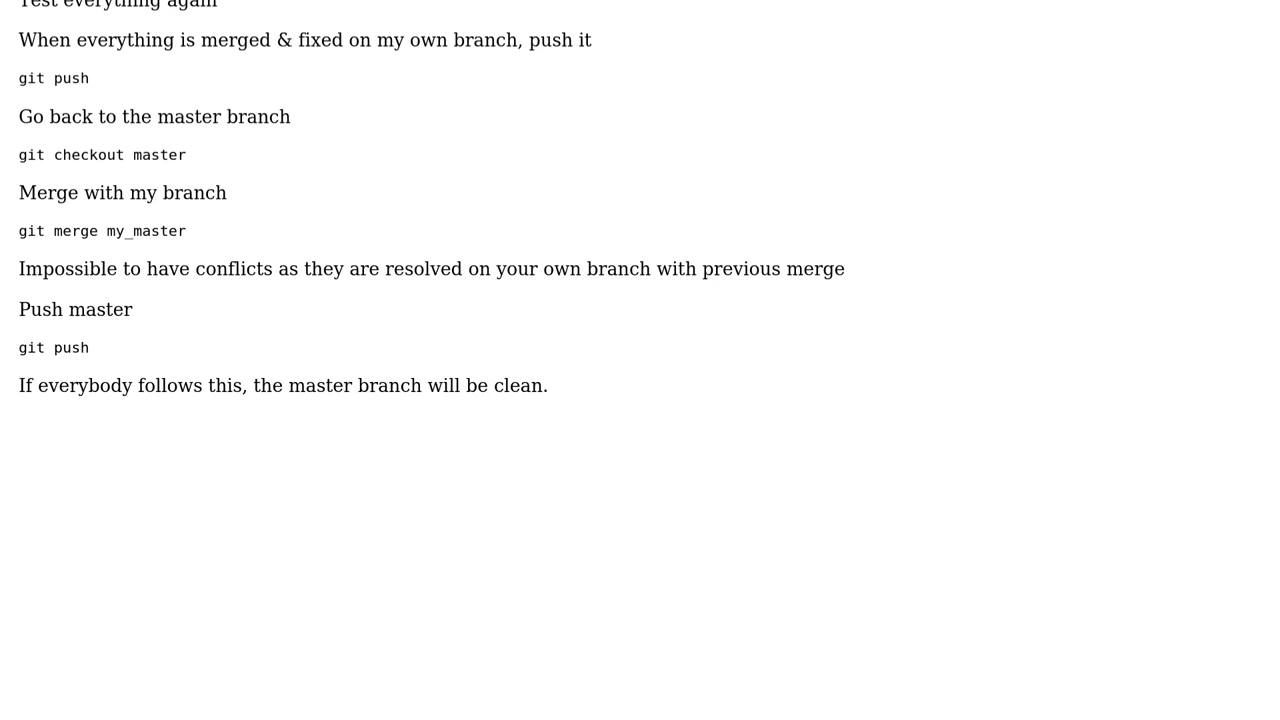 Test everything again
When everything is merged & fixed on my own branch, push it
git push
Go back to the master branch
git checkout master
Merge with my branch
git merge my_master
Impossible to have conflicts as they are resolved on your own branch with previous merge
Push master
git push
If everybody follows this, the master branch will be clean.